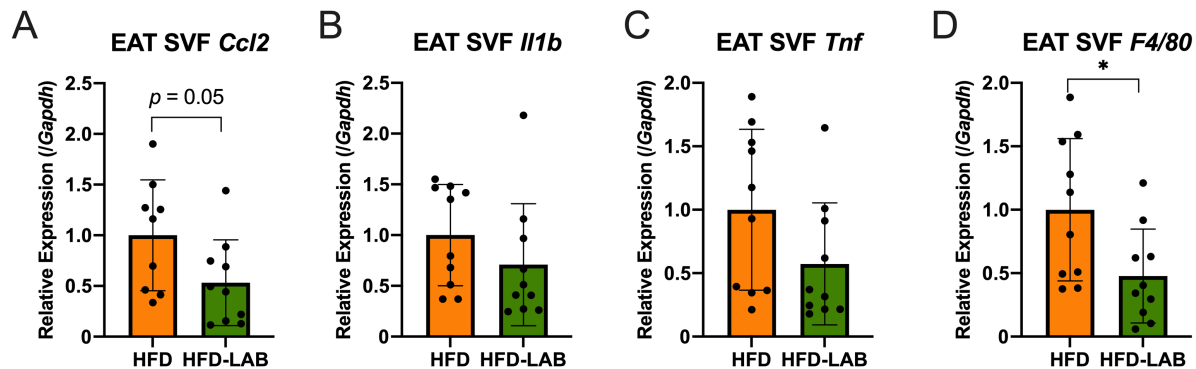 A
EAT SVF Ccl2
Relative Expression (/Gapdh)
2.5
2.0
1.5
1.0
0.5
0
p = 0.05
HFD HFD-LAB
B
EAT SVF Il1b
Relative Expression (/Gapdh)
2.5
2.0
1.5
1.0
0.5
0
HFD HFD-LAB
C
EAT SVF Tnf
Relative Expression (/Gapdh)
2.0
1.5
1.0
0.5
0
HFD HFD-LAB
D
EAT SVF F4/80
Relative Expression (/Gapdh)
2.0
1.5
1.0
0.5
0
*
HFD HFD-LAB